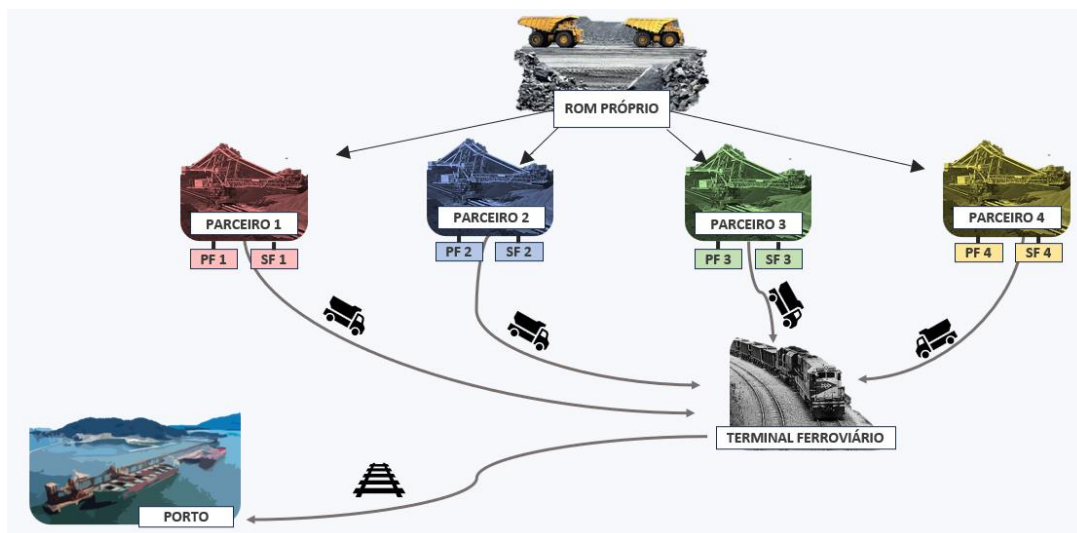 ROM PRÓPRIO
PARCEIRO 1
PARCEIRO 2
PARCEIRO 3
PARCEIRO 4
PF 1
SF 1
PF 2
SF 2
PF 3
SF 3
PF 4
SF 4
TERMINAL FERROVIÁRIO
PORTO